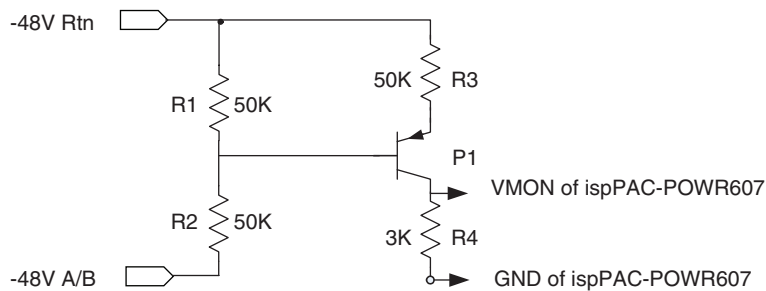 -48V Rtn
R1 50K
50K R3
P1
VMON of ispPAC-POWR607
R2 50K
3K R4
-48V A/B
GND of ispPAC-POWR607